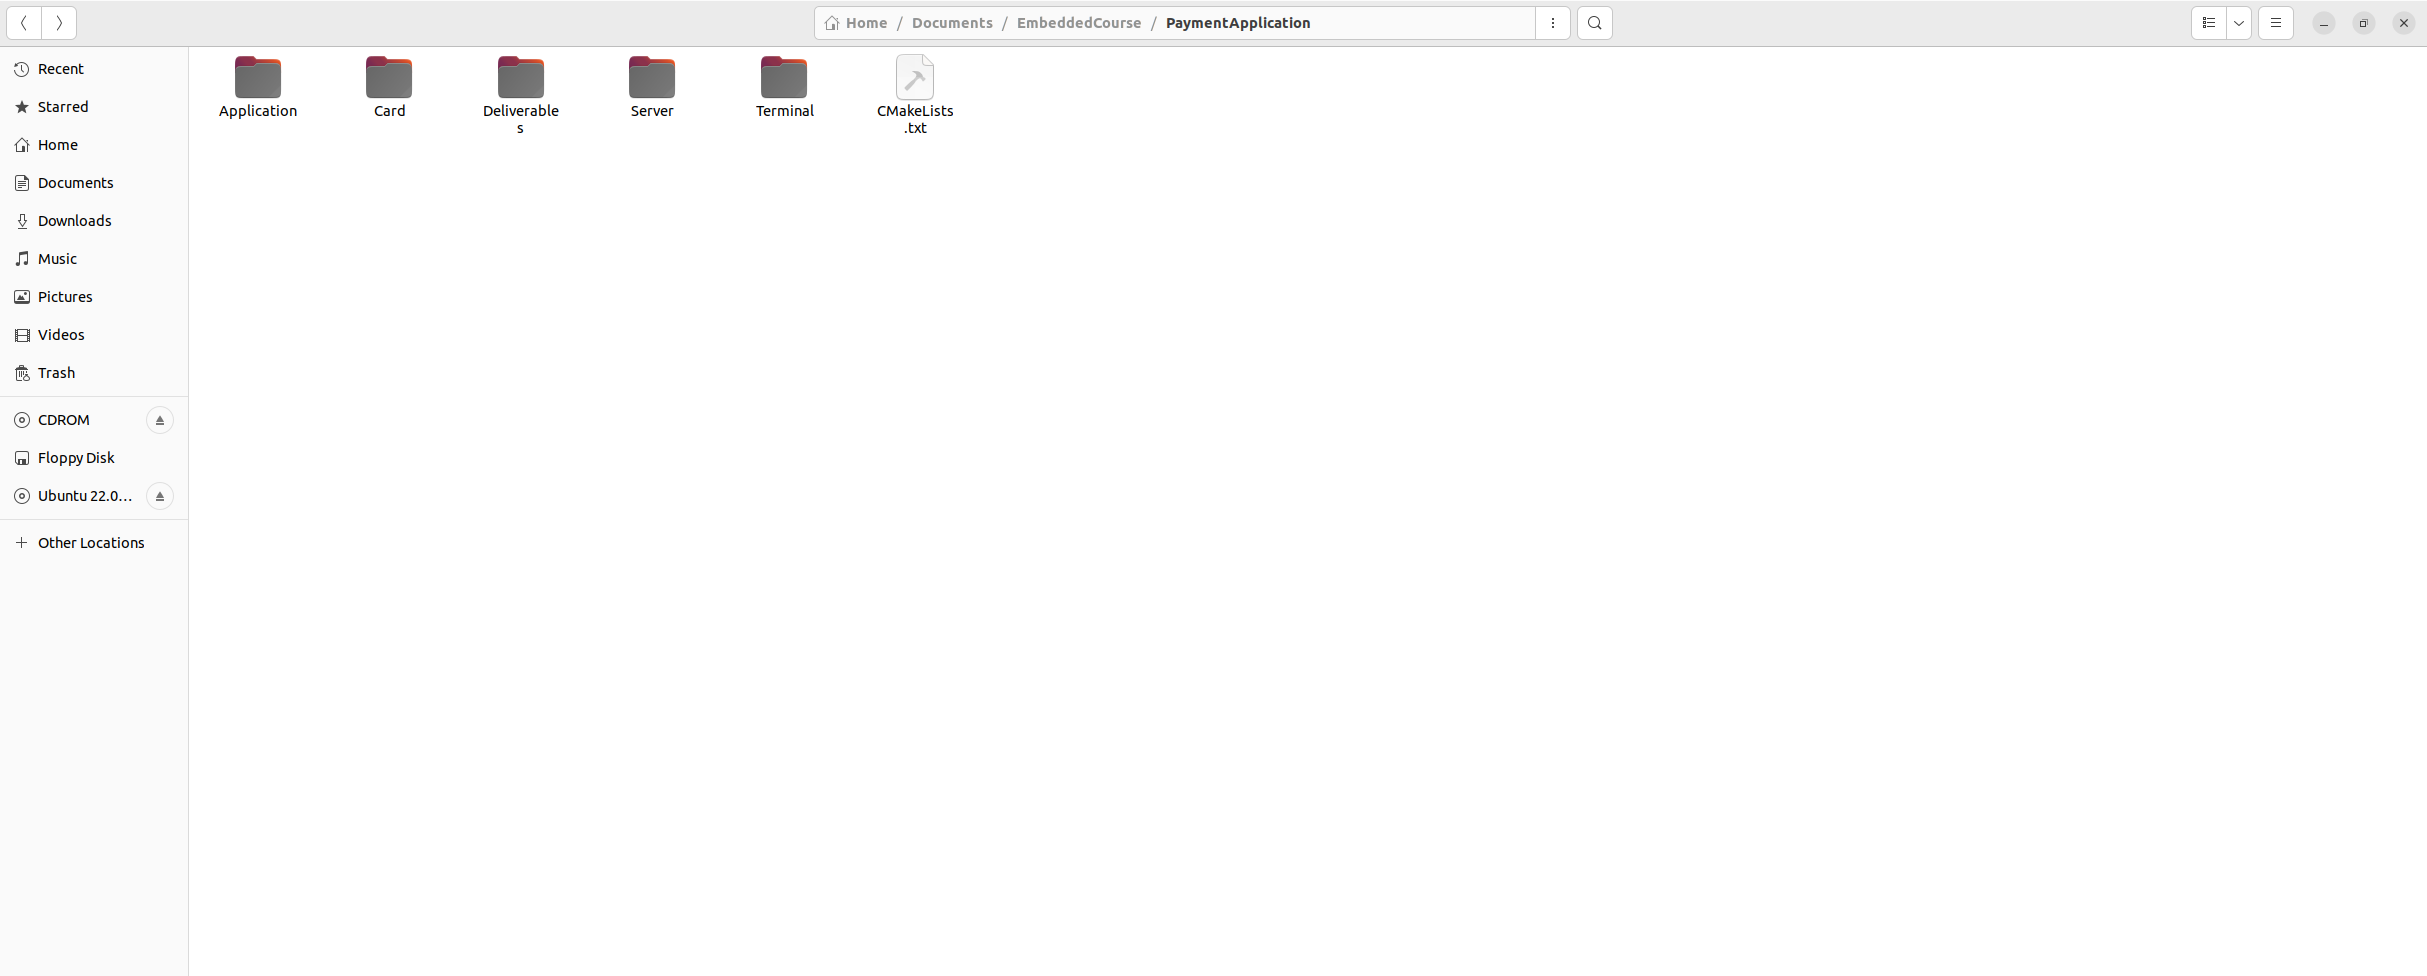 Home / Documents / EmbeddedCourse / PaymentApplication
Recent
Starred
Home
Documents
Downloads
Music
Pictures
Videos
Trash
CDROM
Floppy Disk
Ubuntu 22.0...
Other Locations
Application
Card
Deliverable
s
Server
Terminal
CMakeLists
.txt